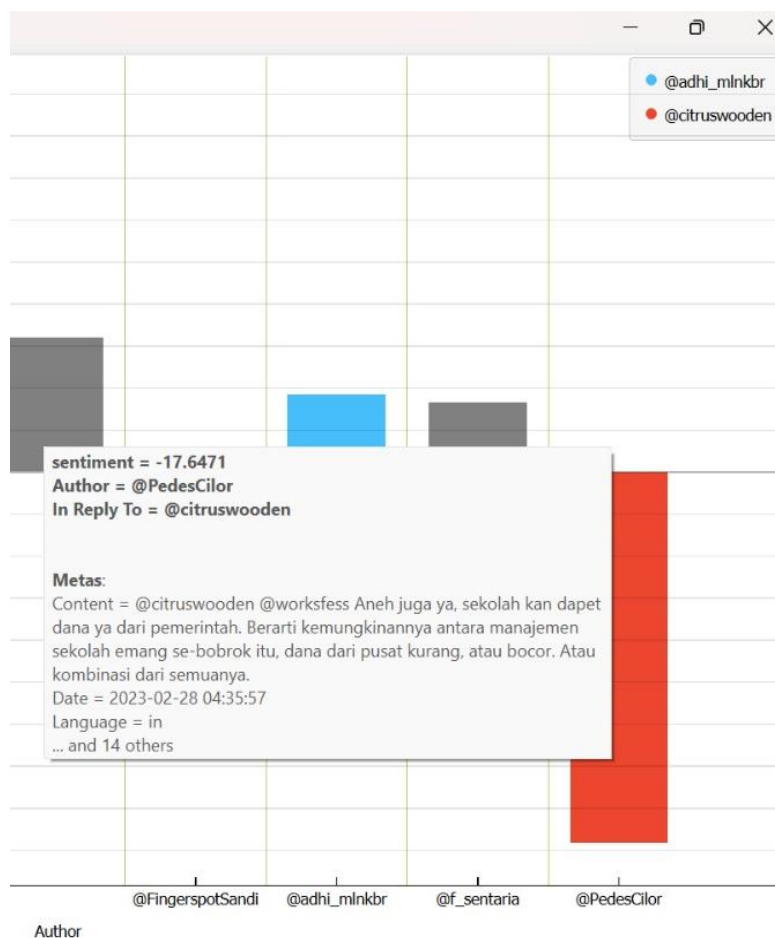 @adhi_mlnkbr
@citruswooden
sentiment = -17.6471
Author = @PedesCilor
In Reply To = @citruswooden
Metas:
Content = @citruswooden @worksfess Aneh juga ya, sekolah kan dapet
dana ya dari pemerintah. Berarti kemungkinannya antara manajemen
sekolah emang se-bobrok itu, dana dari pusat kurang, atau bocor. Atau
kombinasi dari semuanya.
Date = 2023-02-28 04:35:57
Language = in
... and 14 others
@FingerspotSandi @adhi_mlnkbr @f_sentaria @PedesCilor
Author